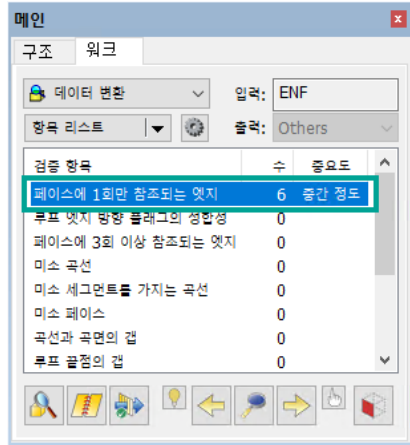 메인
구조 워크
데이터 변환 입력: ENF
항목 리스트 출력: Others
검증 항목 수 중요도
페이스에 1회만 참조되는 엣지 6 중간 정도
루프 엣지 방향 플래그의 정합성 0
페이스에 3회 이상 참조되는 엣지 0
미소 곡선 0
미소 세그먼트를 가지는 곡선 0
미소 페이스 0
곡선과 곡면의 갭 0
루프 끝점의 갭 0